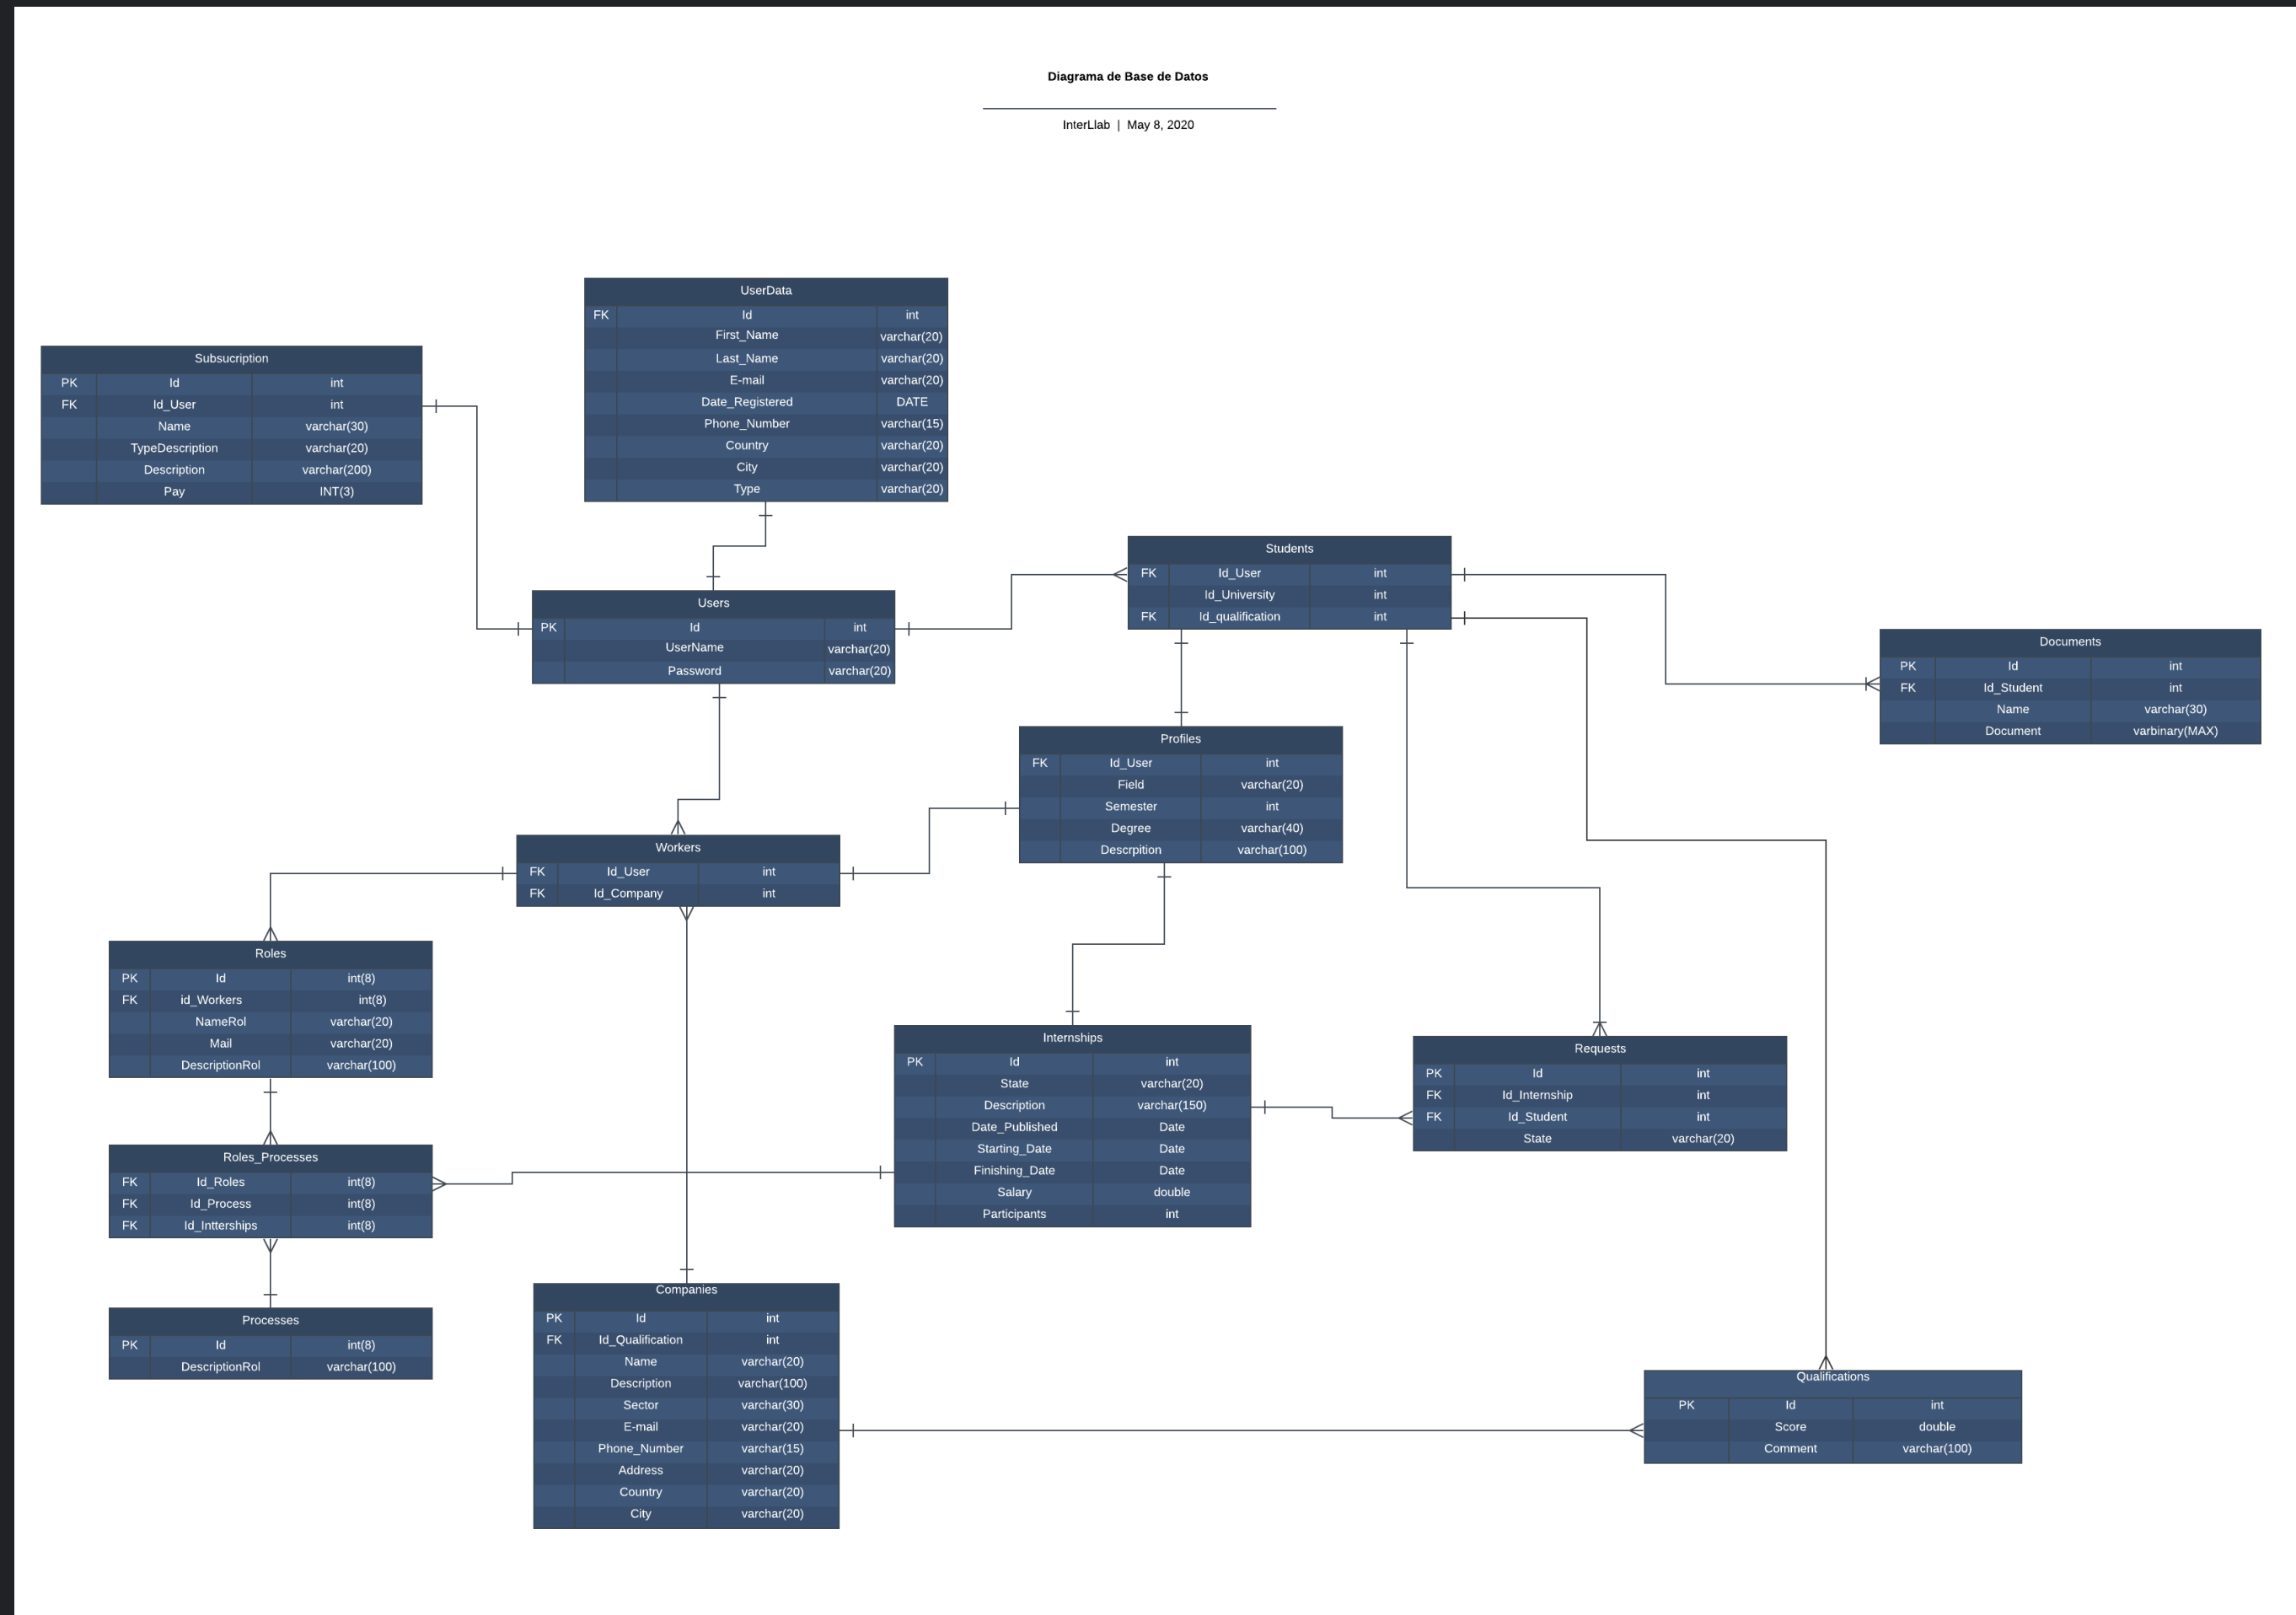 Diagrama de Base de Datos
InterLlab | May 8, 2020
UserData
FK Id int
First_Name varchar(20)
Last_Name varchar(20)
E-mail varchar(20)
Date_Registered DATE
Phone_Number varchar(15)
Country varchar(20)
City varchar(20)
Type varchar(20)
Subsucription
PK Id int
FK Id_User int
Name varchar(30)
TypeDescription varchar(20)
Description varchar(200)
Pay INT(3)
Students
FK Id_User int
Id_University int
FK Id_qualification int
Users
PK Id int
UserName varchar(20)
Password varchar(20)
Documents
PK Id int
FK Id_Student int
Name varchar(30)
Document varbinary(MAX)
Profiles
FK Id_User int
Field varchar(20)
Semester int
Degree varchar(40)
Descrpition varchar(100)
Workers
FK Id_User int
FK Id_Company int
Roles
PK Id int(8)
FK id_Workers int(8)
NameRol varchar(20)
Mail varchar(20)
DescriptionRol varchar(100)
Internships
PK Id int
State varchar(20)
Description varchar(150)
Date_Published Date
Starting_Date Date
Finishing_Date Date
Salary double
Participants int
Requests
PK Id int
FK Id_Internship int
FK Id_Student int
State varchar(20)
Roles_Processes
FK Id_Roles int(8)
FK Id_Process int(8)
FK Id_Intterships int(8)
Processes
PK Id int(8)
DescriptionRol varchar(100)
Companies
PK Id int
FK Id_Qualification int
Name varchar(20)
Description varchar(100)
Sector varchar(30)
E-mail varchar(20)
Phone_Number varchar(15)
Address varchar(20)
Country varchar(20)
City varchar(20)
Qualifications
PK Id int
Score double
Comment varchar(100)